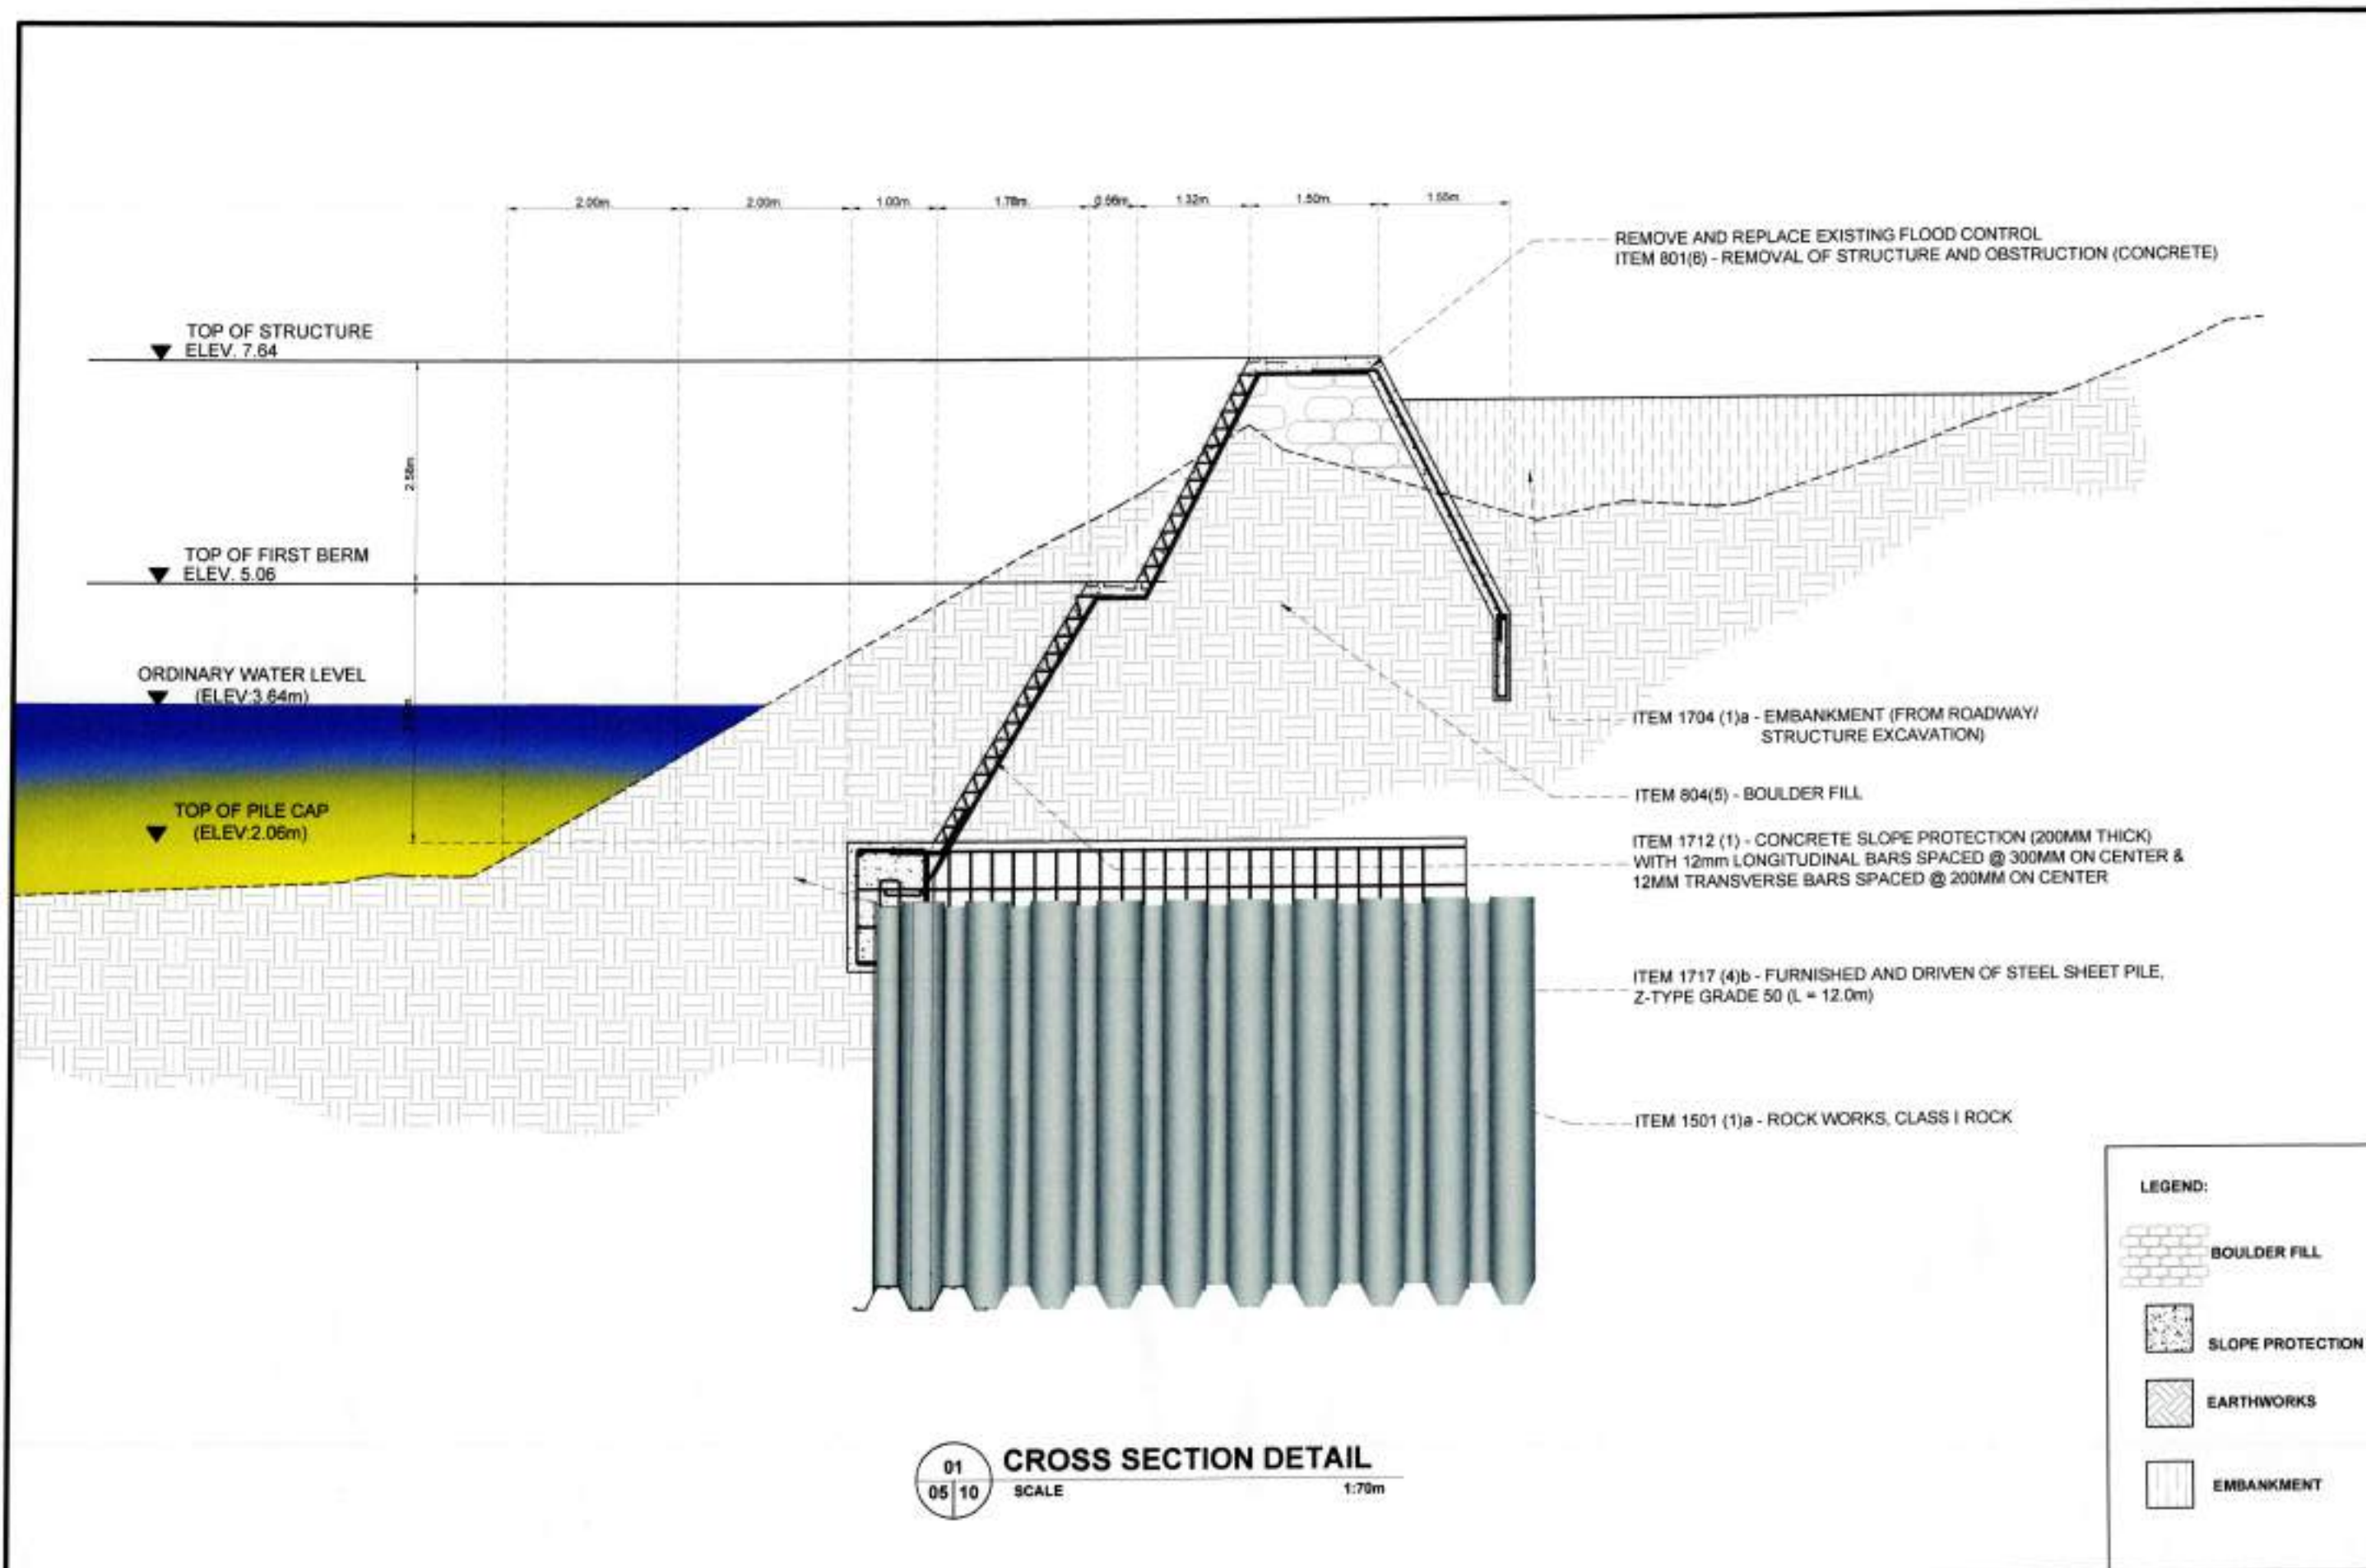 2.00m
2.00m
1.00m
1.78m
0.56m
1.32m
1.50m
1.55m
REMOVE AND REPLACE EXISTING FLOOD CONTROL
ITEM 801(6) - REMOVAL OF STRUCTURE AND OBSTRUCTION (CONCRETE)
TOP OF STRUCTURE
ELEV. 7.64
2.58m
TOP OF FIRST BERM
ELEV. 5.06
ORDINARY WATER LEVEL
(ELEV:3.64m)
TOP OF PILE CAP
(ELEV:2.06m)
ITEM 1704 (1)a - EMBANKMENT (FROM ROADWAY/
STRUCTURE EXCAVATION)
ITEM 804(5) - BOULDER FILL
ITEM 1712 (1) - CONCRETE SLOPE PROTECTION (200MM THICK)
WITH 12mm LONGITUDINAL BARS SPACED @ 300MM ON CENTER &
12MM TRANSVERSE BARS SPACED @ 200MM ON CENTER
ITEM 1717 (4)b - FURNISHED AND DRIVEN OF STEEL SHEET PILE,
Z-TYPE GRADE 50 (L = 12.0m)
ITEM 1501 (1)a - ROCK WORKS, CLASS I ROCK
LEGEND:
BOULDER FILL
SLOPE PROTECTION
EARTHWORKS
EMBANKMENT
01
05 10
CROSS SECTION DETAIL
SCALE 1:70m